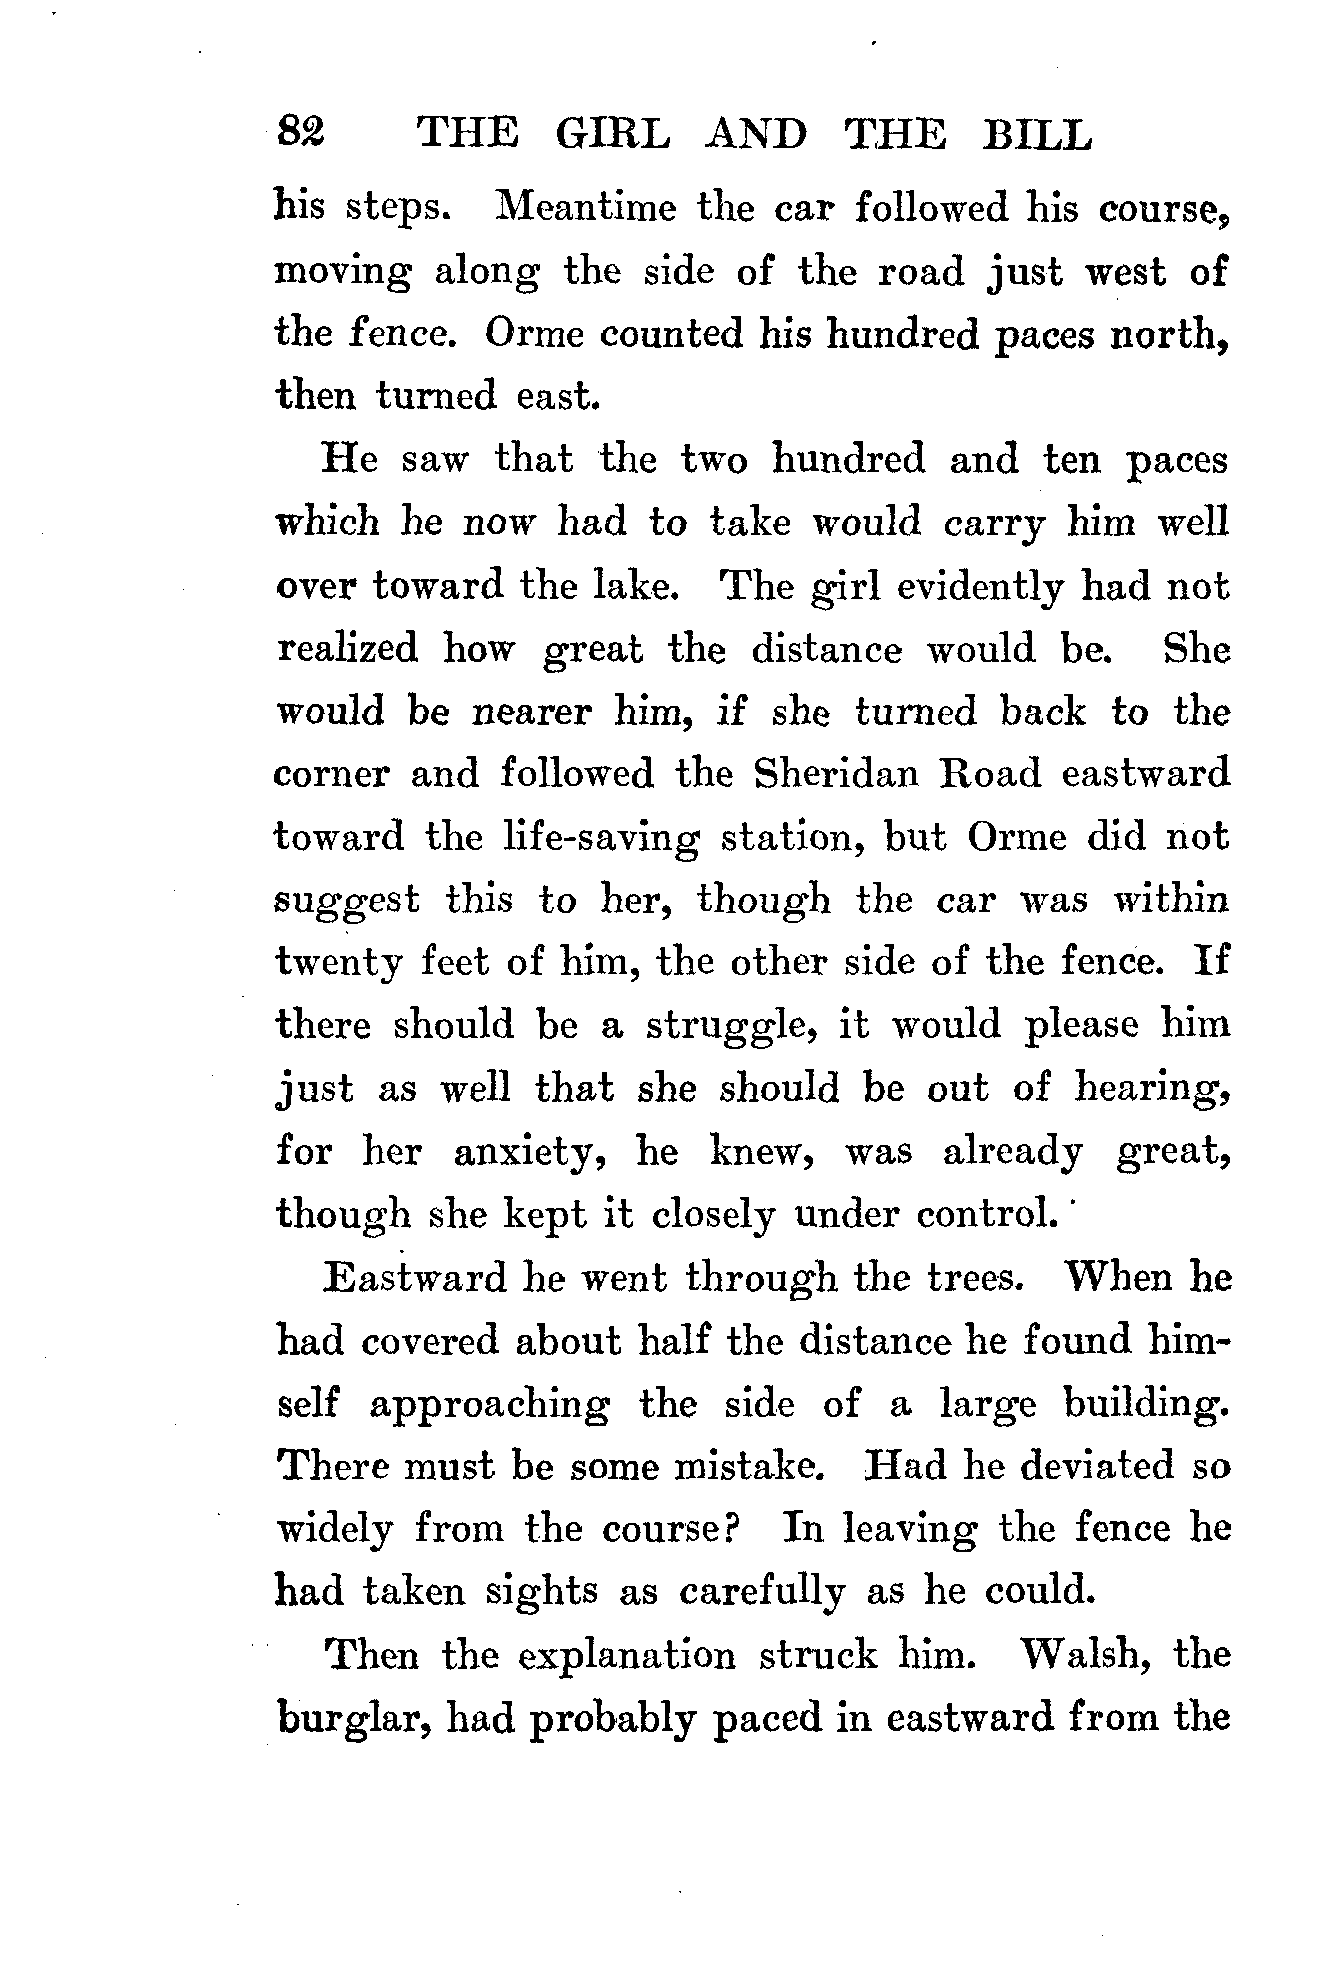 82 THE GIRL AND THE BILL
his steps. Meantime the car followed his course,
moving along the side of the road just west of
the fence. Orme counted his hundred paces north,
then turned east.
He saw that the two hundred and ten paces
which he now had to take would carry him well
over toward the lake. The girl evidently had not
realized how great the distance would be. She
would be nearer him, if she turned back to the
corner and followed the Sheridan Road eastward
toward the life-saving station, but Orme did not
suggest this to her, though the car was within
twenty feet of him, the other side of the fence. If
there should be a struggle, it would please him
just as well that she should be out of hearing,
for her anxiety, he knew, was already great,
though she kept it closely under control.
Eastward he went through the trees. When he
had covered about half the distance he found him-
self approaching the side of a large building.
There must be some mistake. Had he deviated so
widely from the course? In leaving the fence he
had taken sights as carefully as he could.
Then the explanation struck him. Walsh, the
burglar, had probably paced in eastward from the